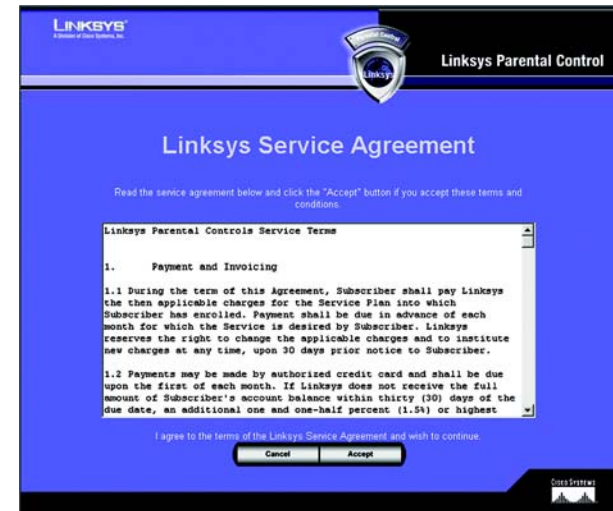 LINKSYS®
A Division of Cisco Systems, Inc.
Parental Control
Linksys
Linksys Parental Control
Linksys Service Agreement
Read the service agreement below and click the "Accept" button if you accept these terms and
conditions.
Linksys Parental Controls Service Terms
1. Payment and Invoicing
1.1 During the term of this Agreement, Subscriber shall pay Linksys
the then applicable charges for the Service Plan into which
Subscriber has enrolled. Payment shall be due in advance of each
month for which the Service is desired by Subscriber. Linksys
reserves the right to change the applicable charges and to institute
new charges at any time, upon 30 days prior notice to Subscriber.
1.2 Payments may be made by authorized credit card and shall be due
upon the first of each month. If Linksys does not receive the full
amount of Subscriber's account balance within thirty (30) days of the
due date, an additional one and one-half percent (1.5%) or highest
I agree to the terms of the Linksys Service Agreement and wish to continue.
Cancel Accept
CISCO SYSTEMS